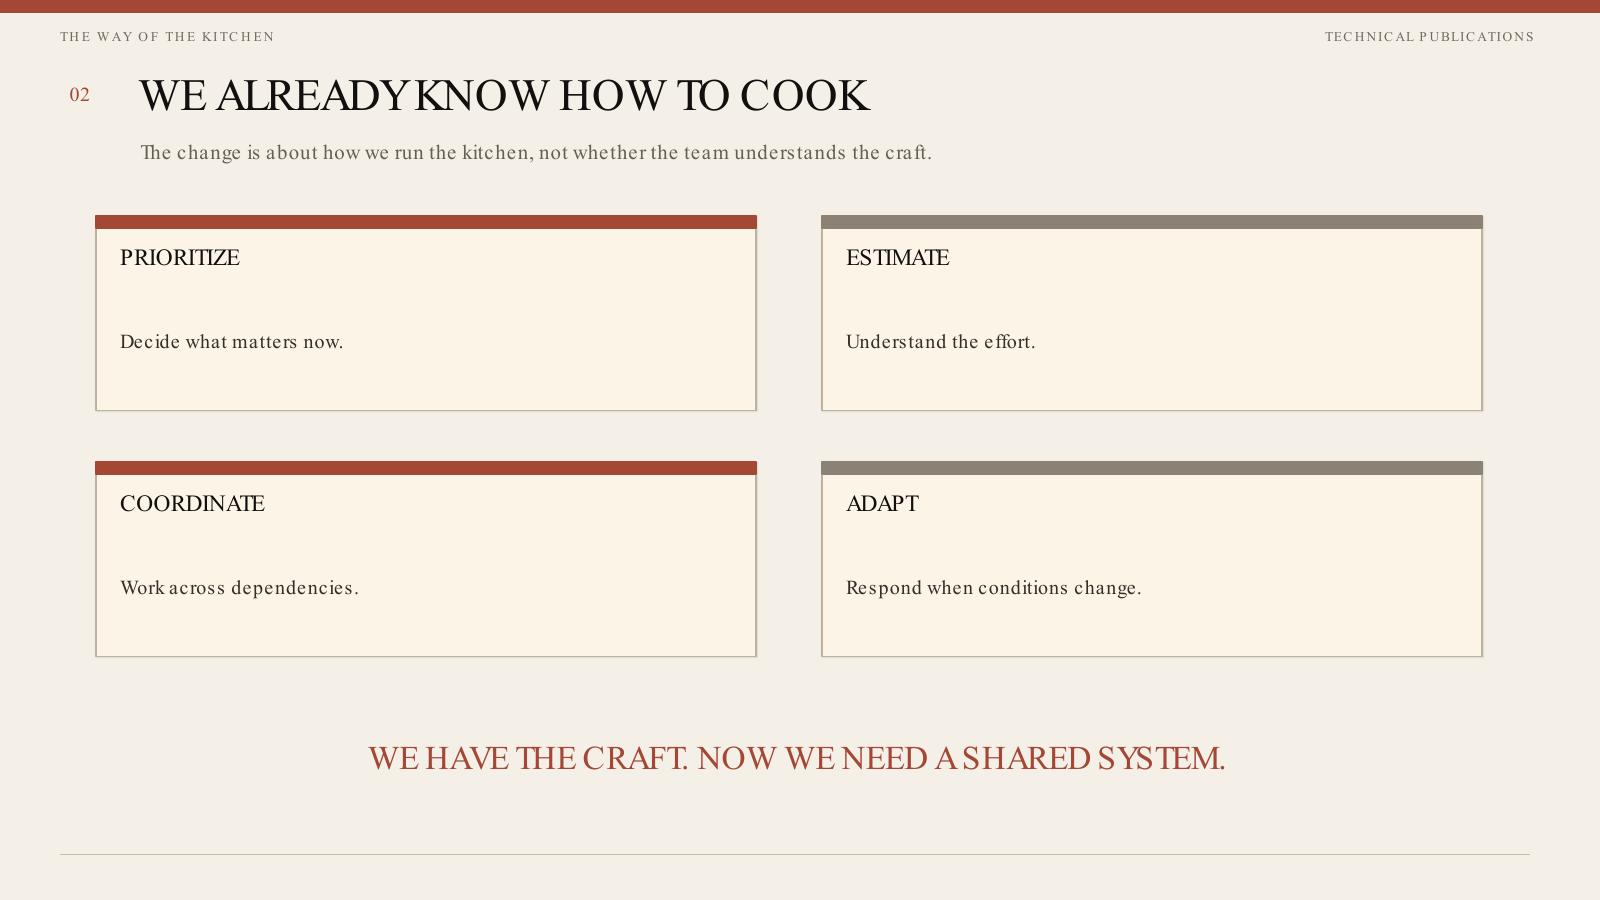 THE WAY OF THE KITCHEN
TECHNICAL PUBLICATIONS
02
WE ALREADY KNOW HOW TO COOK
The change is about how we run the kitchen, not whether the team understands the craft.
PRIORITIZE
Decide what matters now.
ESTIMATE
Understand the effort.
COORDINATE
Work across dependencies.
ADAPT
Respond when conditions change.
WE HAVE THE CRAFT. NOW WE NEED A SHARED SYSTEM.